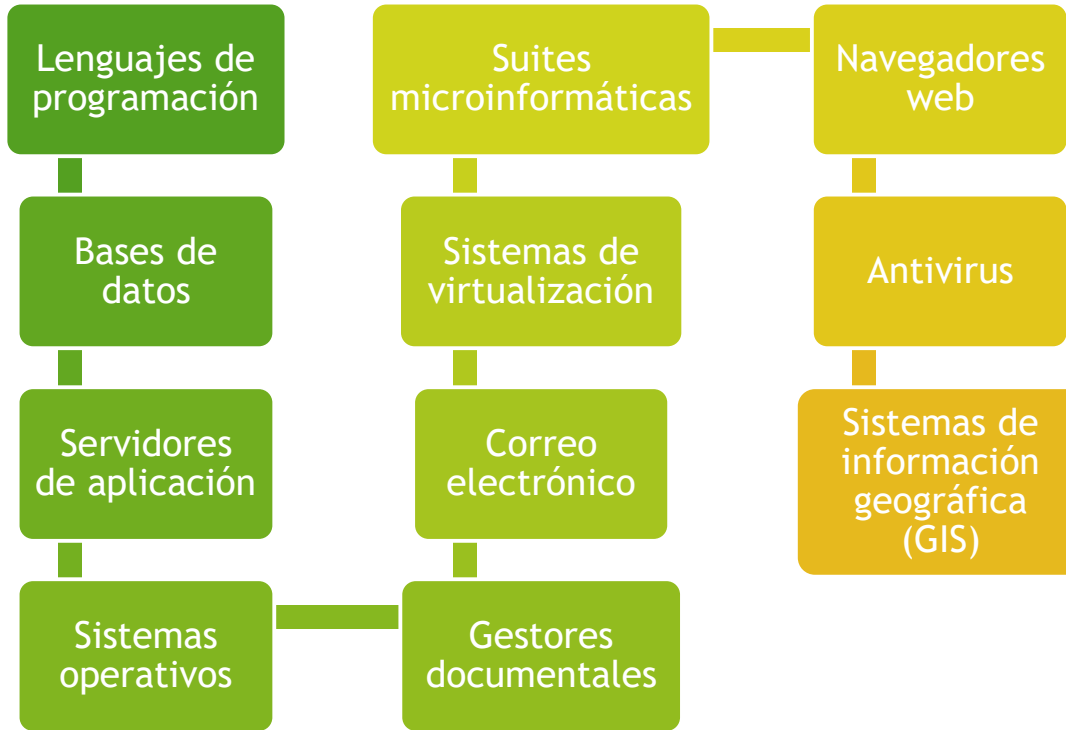 Lenguajes de
programación
Bases de
datos
Servidores
de aplicación
Sistemas
operativos
Gestores
documentales
Correo
electrónico
Sistemas de
virtualización
Suites
microinformáticas
Navegadores
web
Antivirus
Sistemas de
información
geográfica
(GIS)